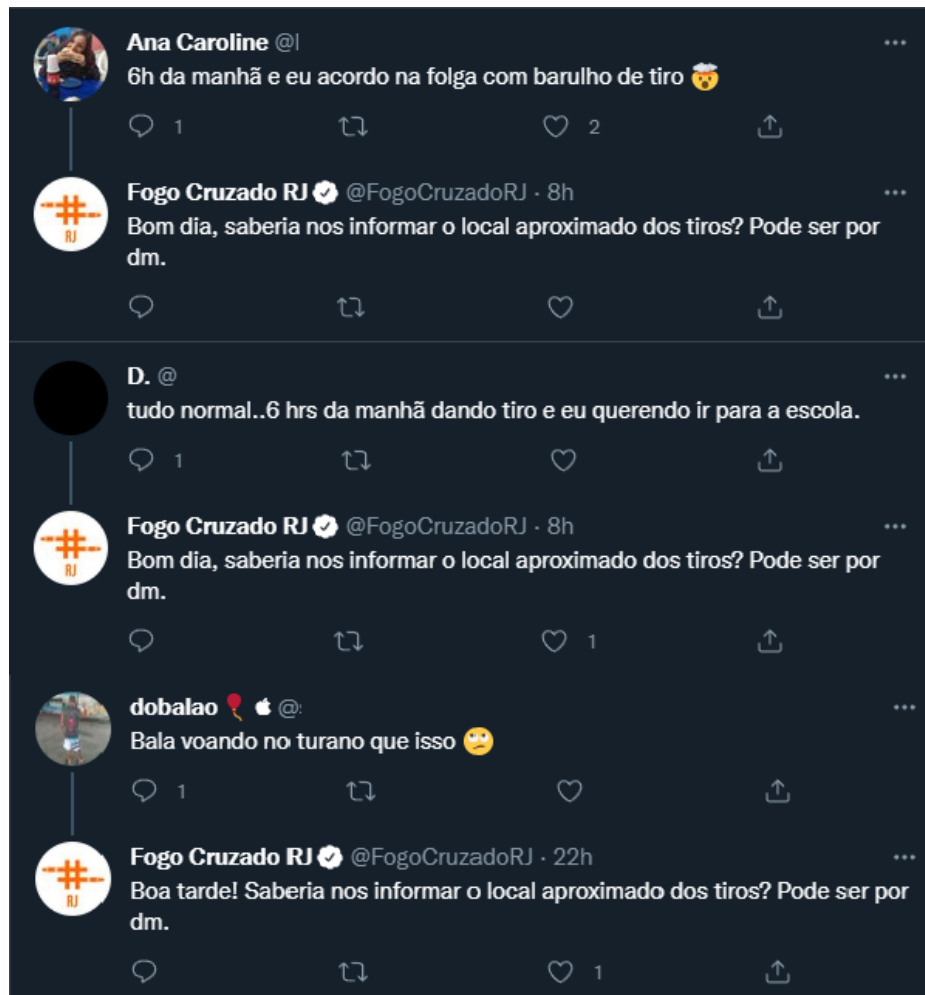 Ana Caroline @
6h da manhã e eu acordo na folga com barulho de tiro 🤯
1 2
Fogo Cruzado RJ @FogoCruzadoRJ · 8h
Bom dia, saberia nos informar o local aproximado dos tiros? Pode ser por
dm.
D. @
tudo normal..6 hrs da manhã dando tiro e eu querendo ir para a escola.
1
Fogo Cruzado RJ @FogoCruzadoRJ · 8h
Bom dia, saberia nos informar o local aproximado dos tiros? Pode ser por
dm.
1
dobalao 🎈 @
Bala voando no turano que isso 🙄
1
Fogo Cruzado RJ @FogoCruzadoRJ · 22h
Boa tarde! Saberia nos informar o local aproximado dos tiros? Pode ser por
dm.
1
RJ
RJ
RJ